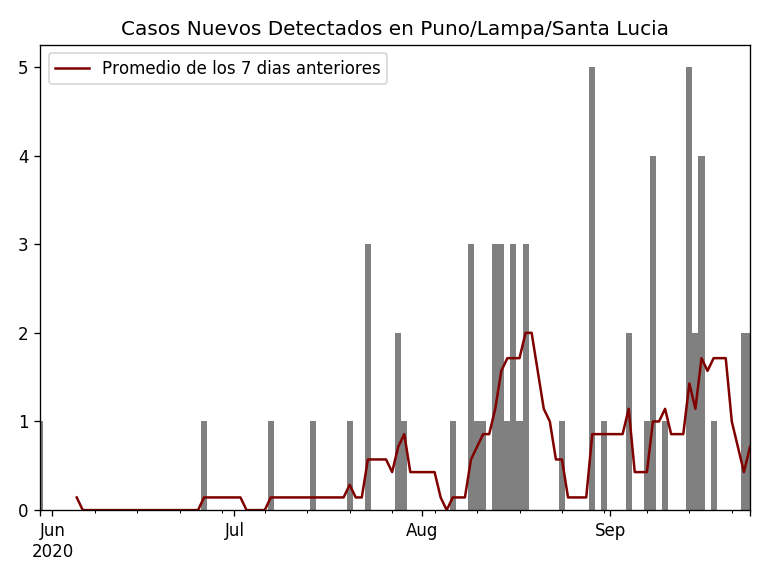 Casos Nuevos Detectados en Puno/Lampa/Santa Lucia
Promedio de los 7 dias anteriores
5
4
3
2
1
0
Jun Jul Aug Sep
2020